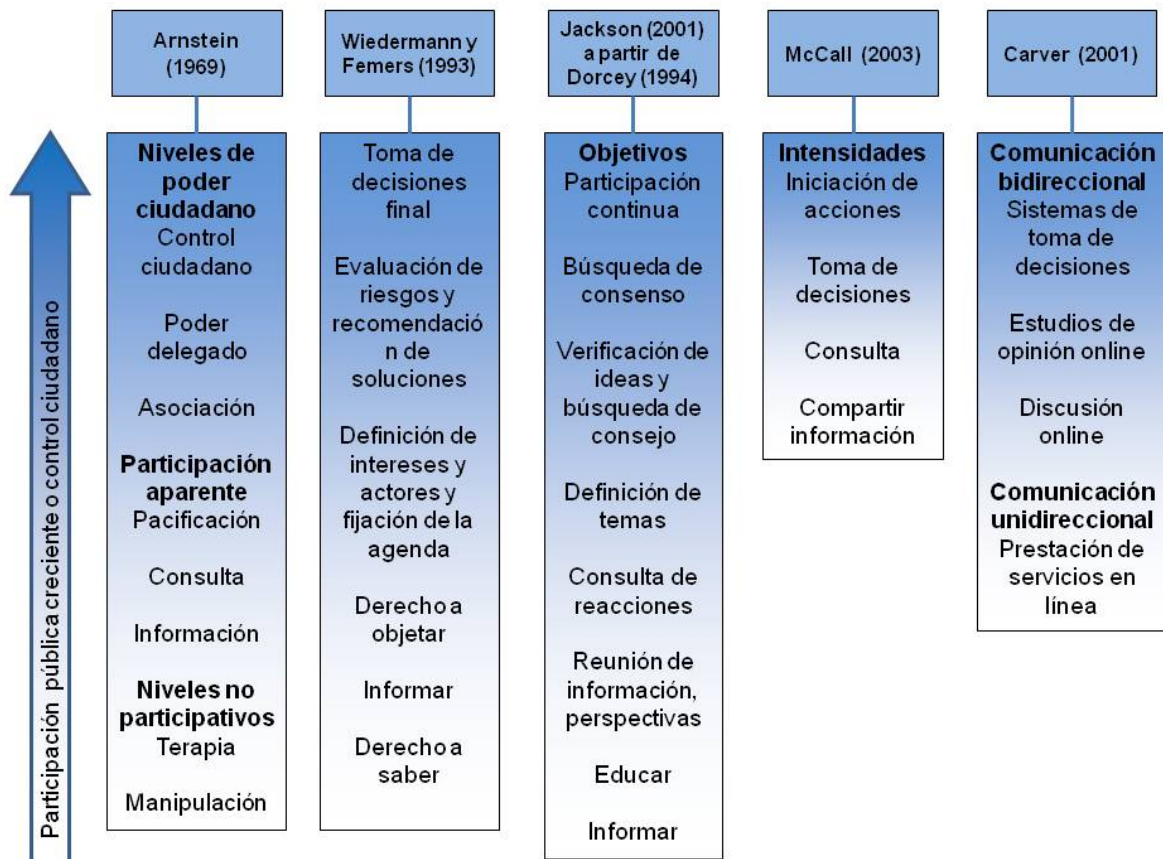 Participación pública creciente o control ciudadano
Arnstein
(1969)
Niveles de
poder
ciudadano
Control
ciudadano
Poder
delegado
Asociación
Participación
aparente
Pacificación
Consulta
Información
Niveles no
participativos
Terapia
Manipulación
Wiedermann y
Femers (1993)
Toma de
decisiones
final
Evaluación de
riesgos y
recomendació
n de
soluciones
Definición de
intereses y
actores y
fijación de la
agenda
Derecho a
objetar
Informar
Derecho a
saber
Jackson (2001)
a partir de
Dorcey (1994)
Objetivos
Participación
continua
Búsqueda de
consenso
Verificación de
ideas y
búsqueda de
consejo
Definición de
temas
Consulta de
reacciones
Reunión de
información,
perspectivas
Educar
Informar
McCall (2003)
Intensidades
Iniciación de
acciones
Toma de
decisiones
Consulta
Compartir
información
Carver (2001)
Comunicación
bidireccional
Sistemas de
toma de
decisiones
Estudios de
opinión online
Discusión
online
Comunicación
unidireccional
Prestación de
servicios en
línea